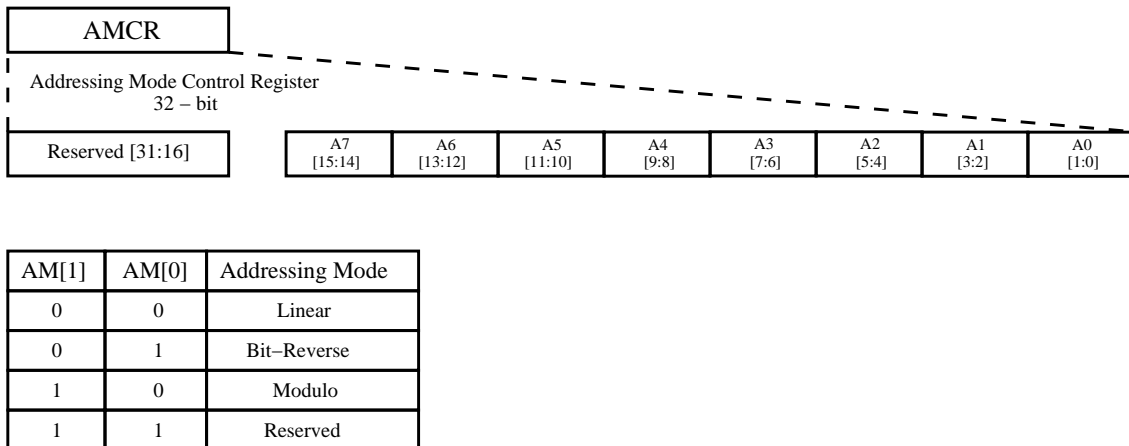 AMCR
Addressing Mode Control Register
32 – bit
Reserved [31:16] A7 A6 A5 A4 A3 A2 A1 A0
[15:14] [13:12] [11:10] [9:8] [7:6] [5:4] [3:2] [1:0]
AM[1] AM[0] Addressing Mode
0 0 Linear
0 1 Bit−Reverse
1 0 Modulo
1 1 Reserved